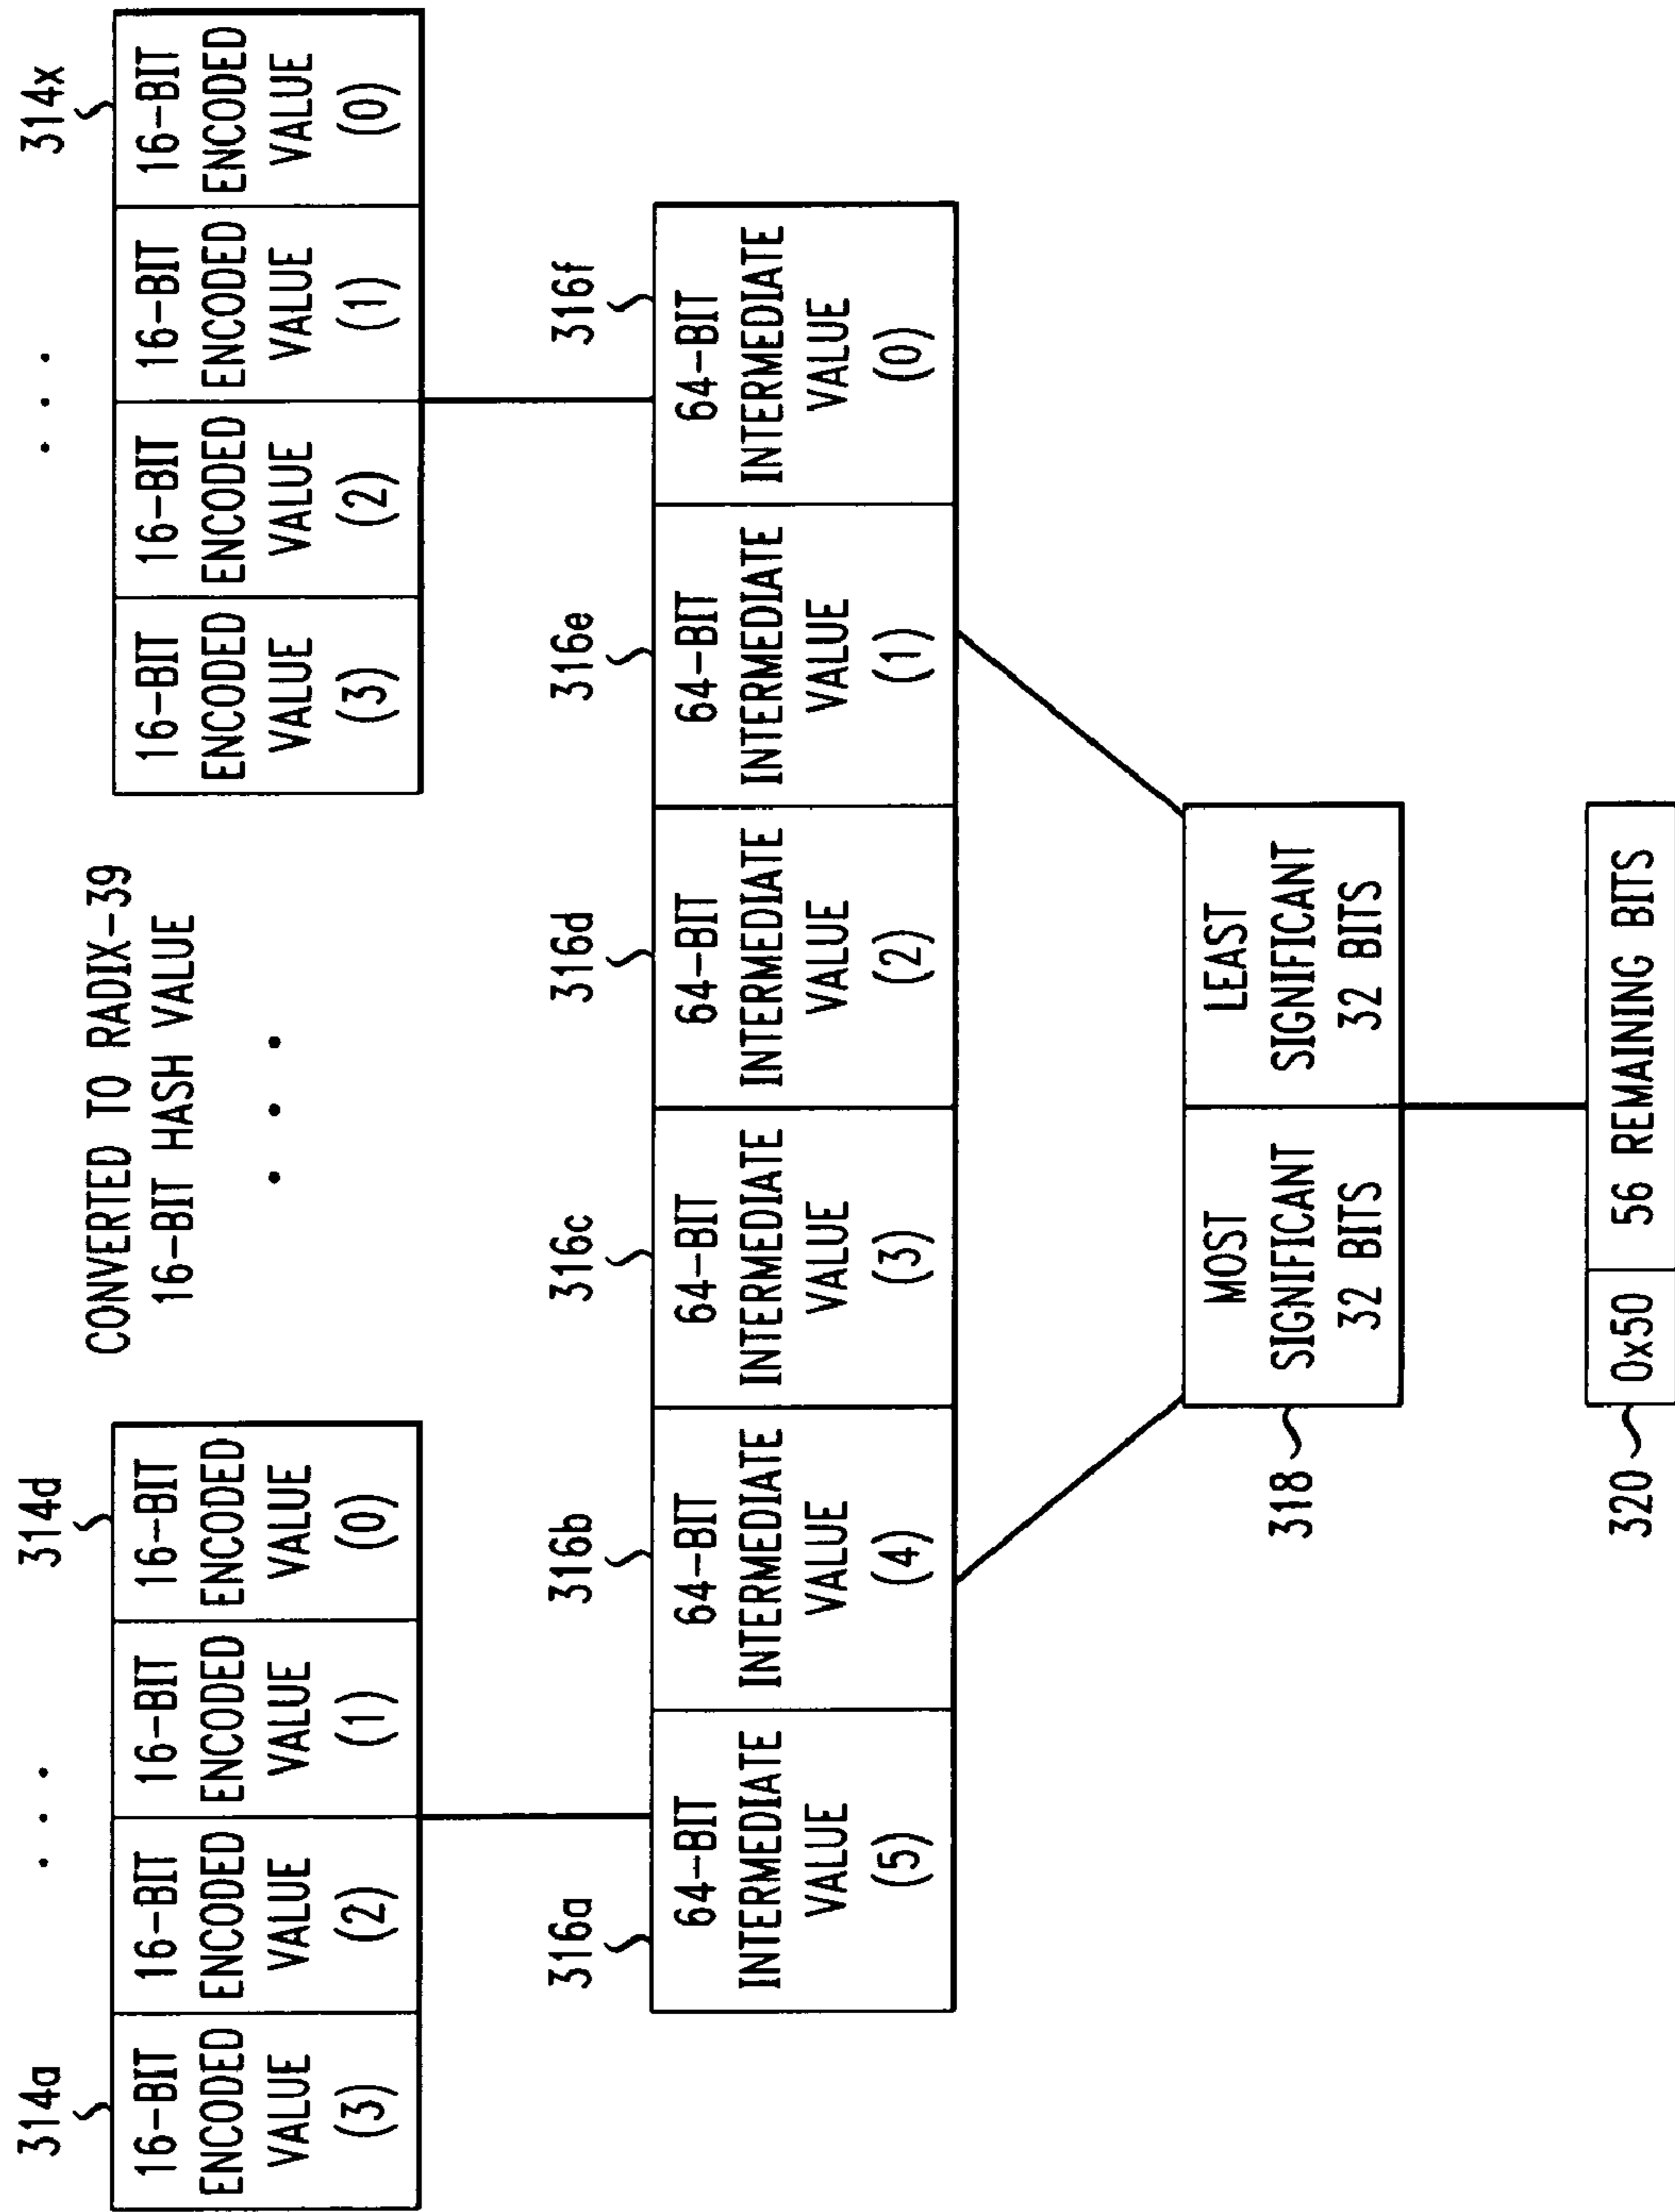 314a
. . .
314d
CONVERTED TO RADIX-39
16-BIT HASH VALUE
. . .
. . .
314x
16-BIT
ENCODED
VALUE
(3)
16-BIT
ENCODED
VALUE
(2)
16-BIT
ENCODED
VALUE
(1)
16-BIT
ENCODED
VALUE
(0)
16-BIT
ENCODED
VALUE
(3)
16-BIT
ENCODED
VALUE
(2)
16-BIT
ENCODED
VALUE
(1)
16-BIT
ENCODED
VALUE
(0)
316a
316b
316c
316d
316e
316f
64-BIT
INTERMEDIATE
VALUE
(5)
64-BIT
INTERMEDIATE
VALUE
(4)
64-BIT
INTERMEDIATE
VALUE
(3)
64-BIT
INTERMEDIATE
VALUE
(2)
64-BIT
INTERMEDIATE
VALUE
(1)
64-BIT
INTERMEDIATE
VALUE
(0)
318
MOST
SIGNIFICANT
32 BITS
LEAST
SIGNIFICANT
32 BITS
320
0x50
56 REMAINING BITS